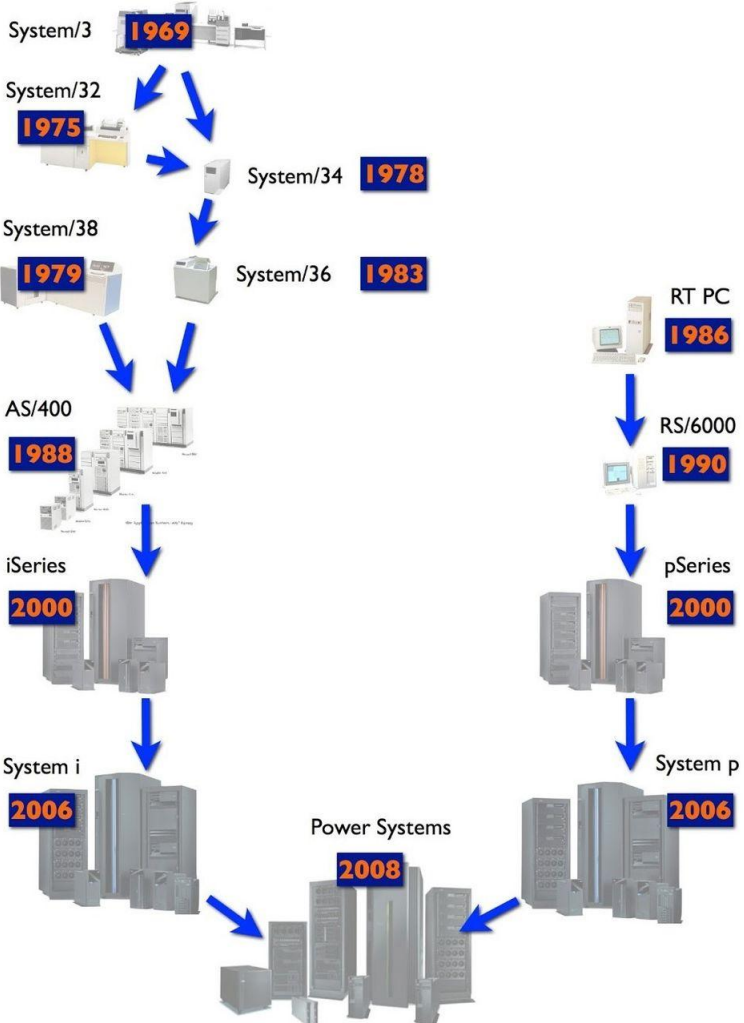 System/3
1969
System/32
1975
System/34 1978
System/38
1979
System/36 1983
RT PC
1986
AS/400
1988
RS/6000
1990
iSeries
2000
pSeries
2000
System i
2006
System p
2006
Power Systems
2008